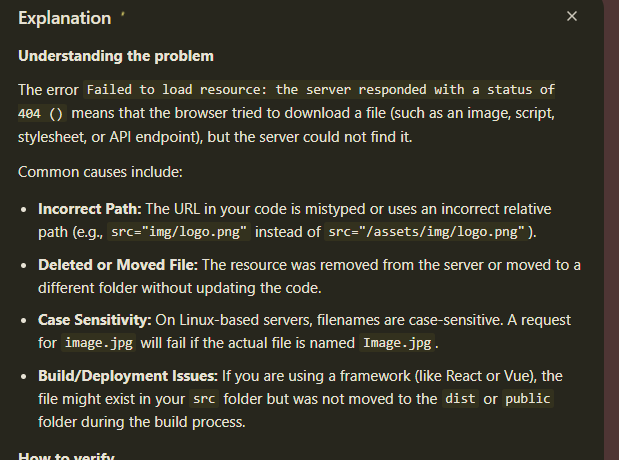 Explanation
Understanding the problem
The error Failed to load resource: the server responded with a status of
404 () means that the browser tried to download a file (such as an image, script,
stylesheet, or API endpoint), but the server could not find it.
Common causes include:
• Incorrect Path: The URL in your code is mistyped or uses an incorrect relative
path (e.g., src="img/logo.png" instead of src="/assets/img/logo.png").
• Deleted or Moved File: The resource was removed from the server or moved to a
different folder without updating the code.
• Case Sensitivity: On Linux-based servers, filenames are case-sensitive. A request
for image.jpg will fail if the actual file is named Image.jpg.
• Build/Deployment Issues: If you are using a framework (like React or Vue), the
file might exist in your src folder but was not moved to the dist or public
folder during the build process.
How to verify